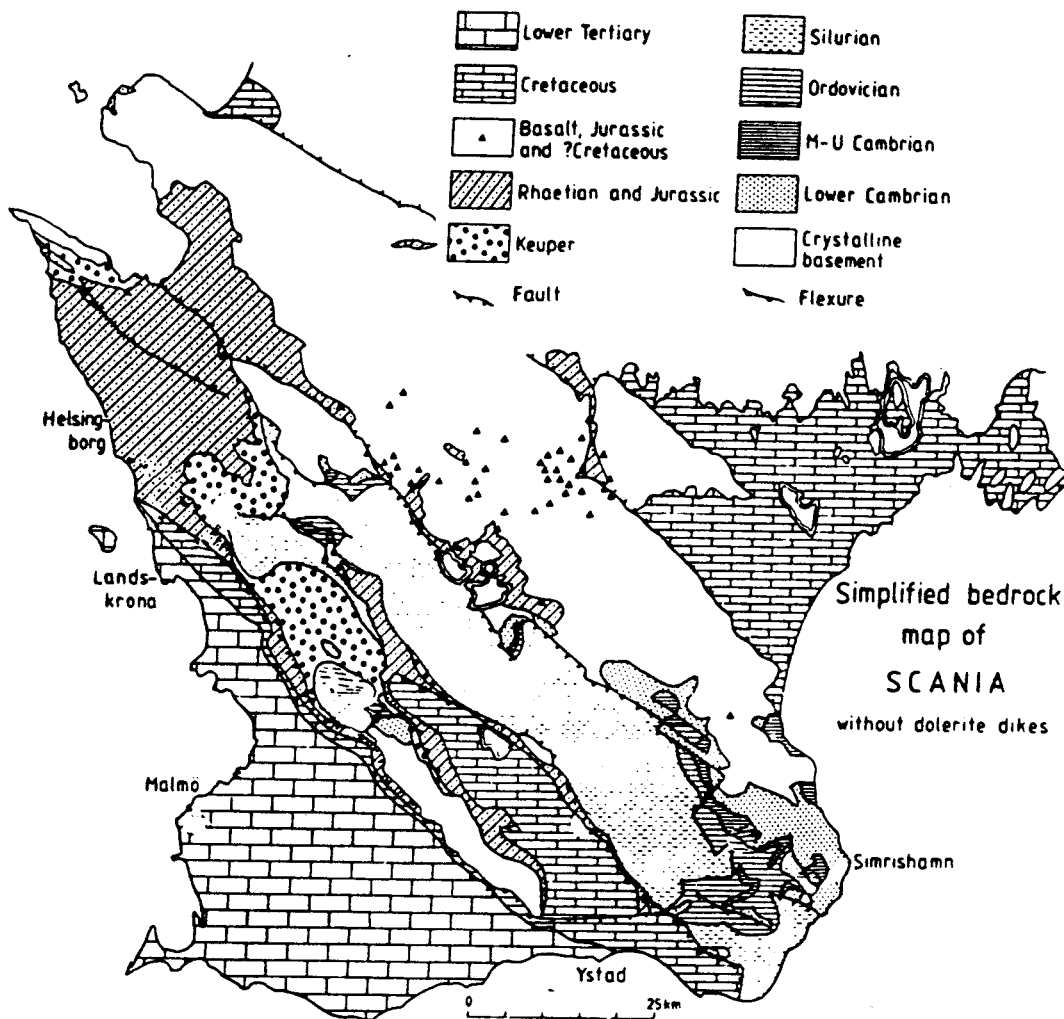 Lower Tertiary
Cretaceous
Basalt, Jurassic
and ?Cretaceous
Rhaetian and Jurassic
Keuper
Fault
Silurian
Ordovician
M-U Cambrian
Lower Cambrian
Crystalline
basement
Flexure
Helsing-
borg
Lands-
krona
Malmö
Simplified bedrock
map of
SCANIA
without dolerite dikes
Simrishamn
Ystad
0 25km